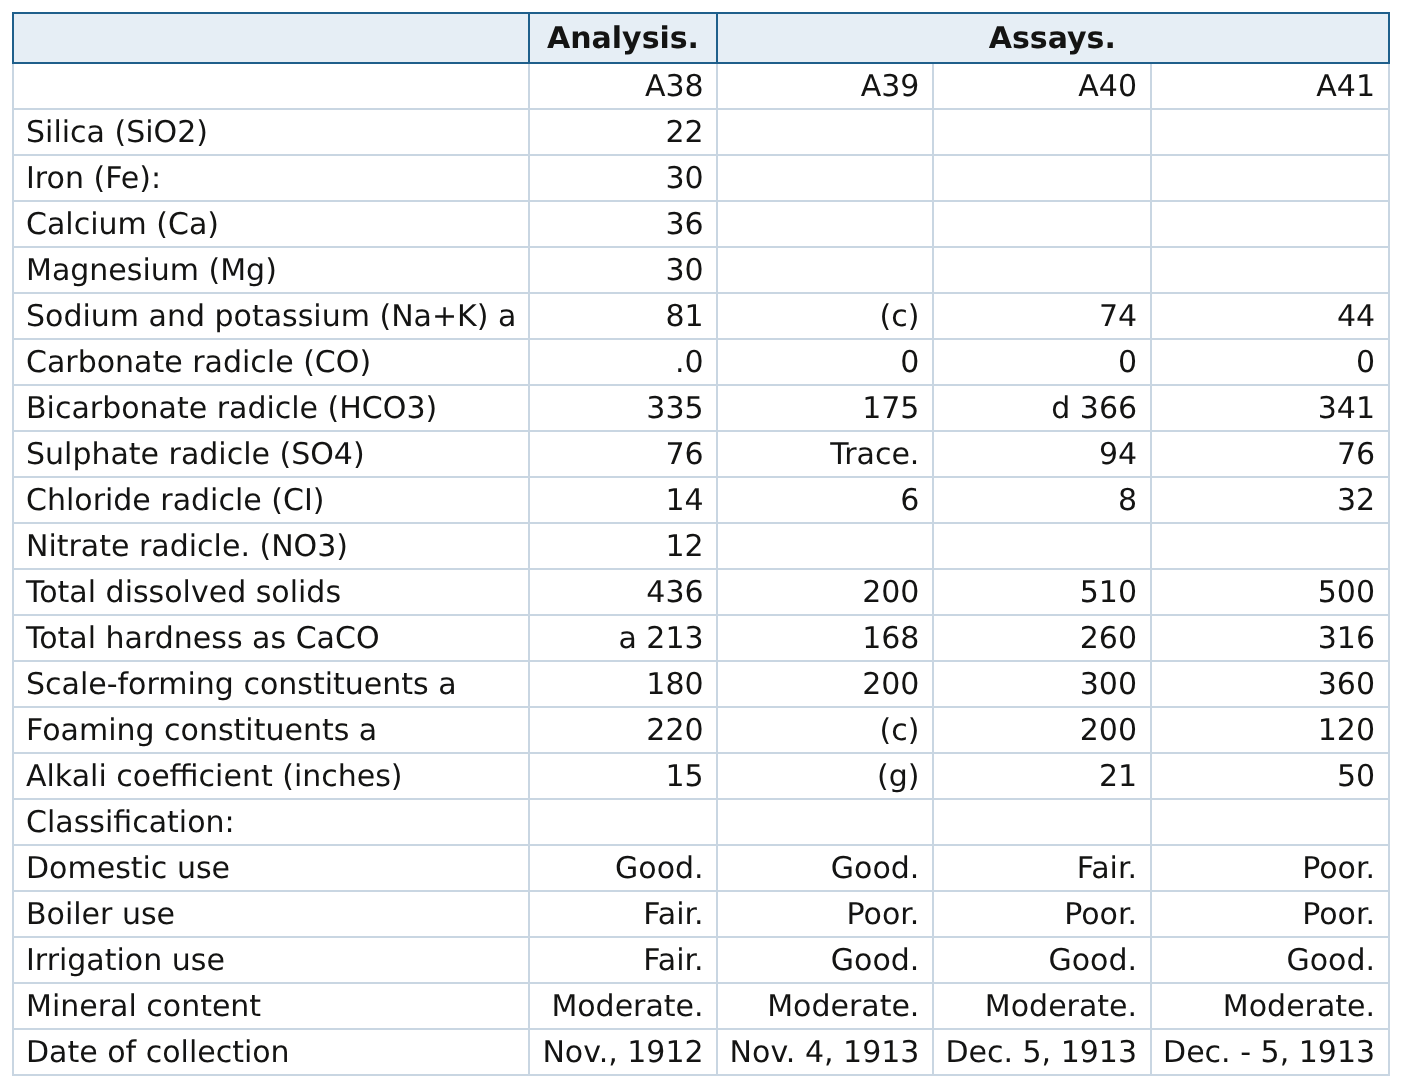 Analysis. Assays.
A38 A39 A40 A41
Silica (SiO2) 22
Iron (Fe): 30
Calcium (Ca) 36
Magnesium (Mg) 30
Sodium and potassium (Na+K) a 81 (c) 74 44
Carbonate radicle (CO) .0 0 0 0
Bicarbonate radicle (HCO3) 335 175 d 366 341
Sulphate radicle (SO4) 76 Trace. 94 76
Chloride radicle (CI) 14 6 8 32
Nitrate radicle. (NO3) 12
Total dissolved solids 436 200 510 500
Total hardness as CaCO a 213 168 260 316
Scale-forming constituents a 180 200 300 360
Foaming constituents a 220 (c) 200 120
Alkali coefficient (inches) 15 (g) 21 50
Classification:
Domestic use Good. Good. Fair. Poor.
Boiler use Fair. Poor. Poor. Poor.
Irrigation use Fair. Good. Good. Good.
Mineral content Moderate. Moderate. Moderate. Moderate.
Date of collection Nov., 1912 Nov. 4, 1913 Dec. 5, 1913 Dec. - 5, 1913